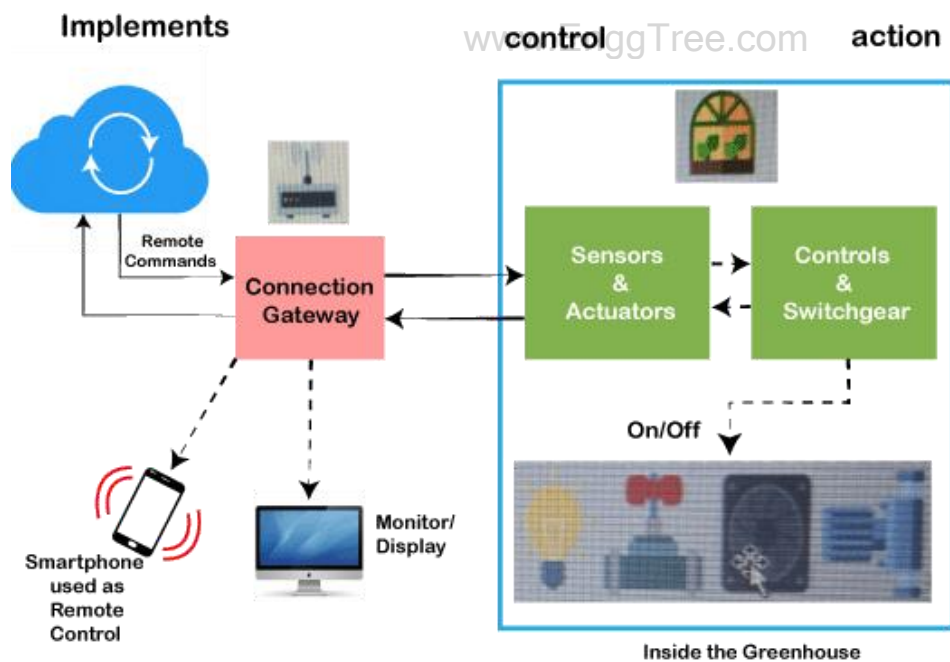 Implements
control
action
www.EnggTree.com
Remote
Commands
Connection
Gateway
Sensors
&
Actuators
Controls
&
Switchgear
On/Off
Smartphone
used as
Remote
Control
Monitor/
Display
Inside the Greenhouse